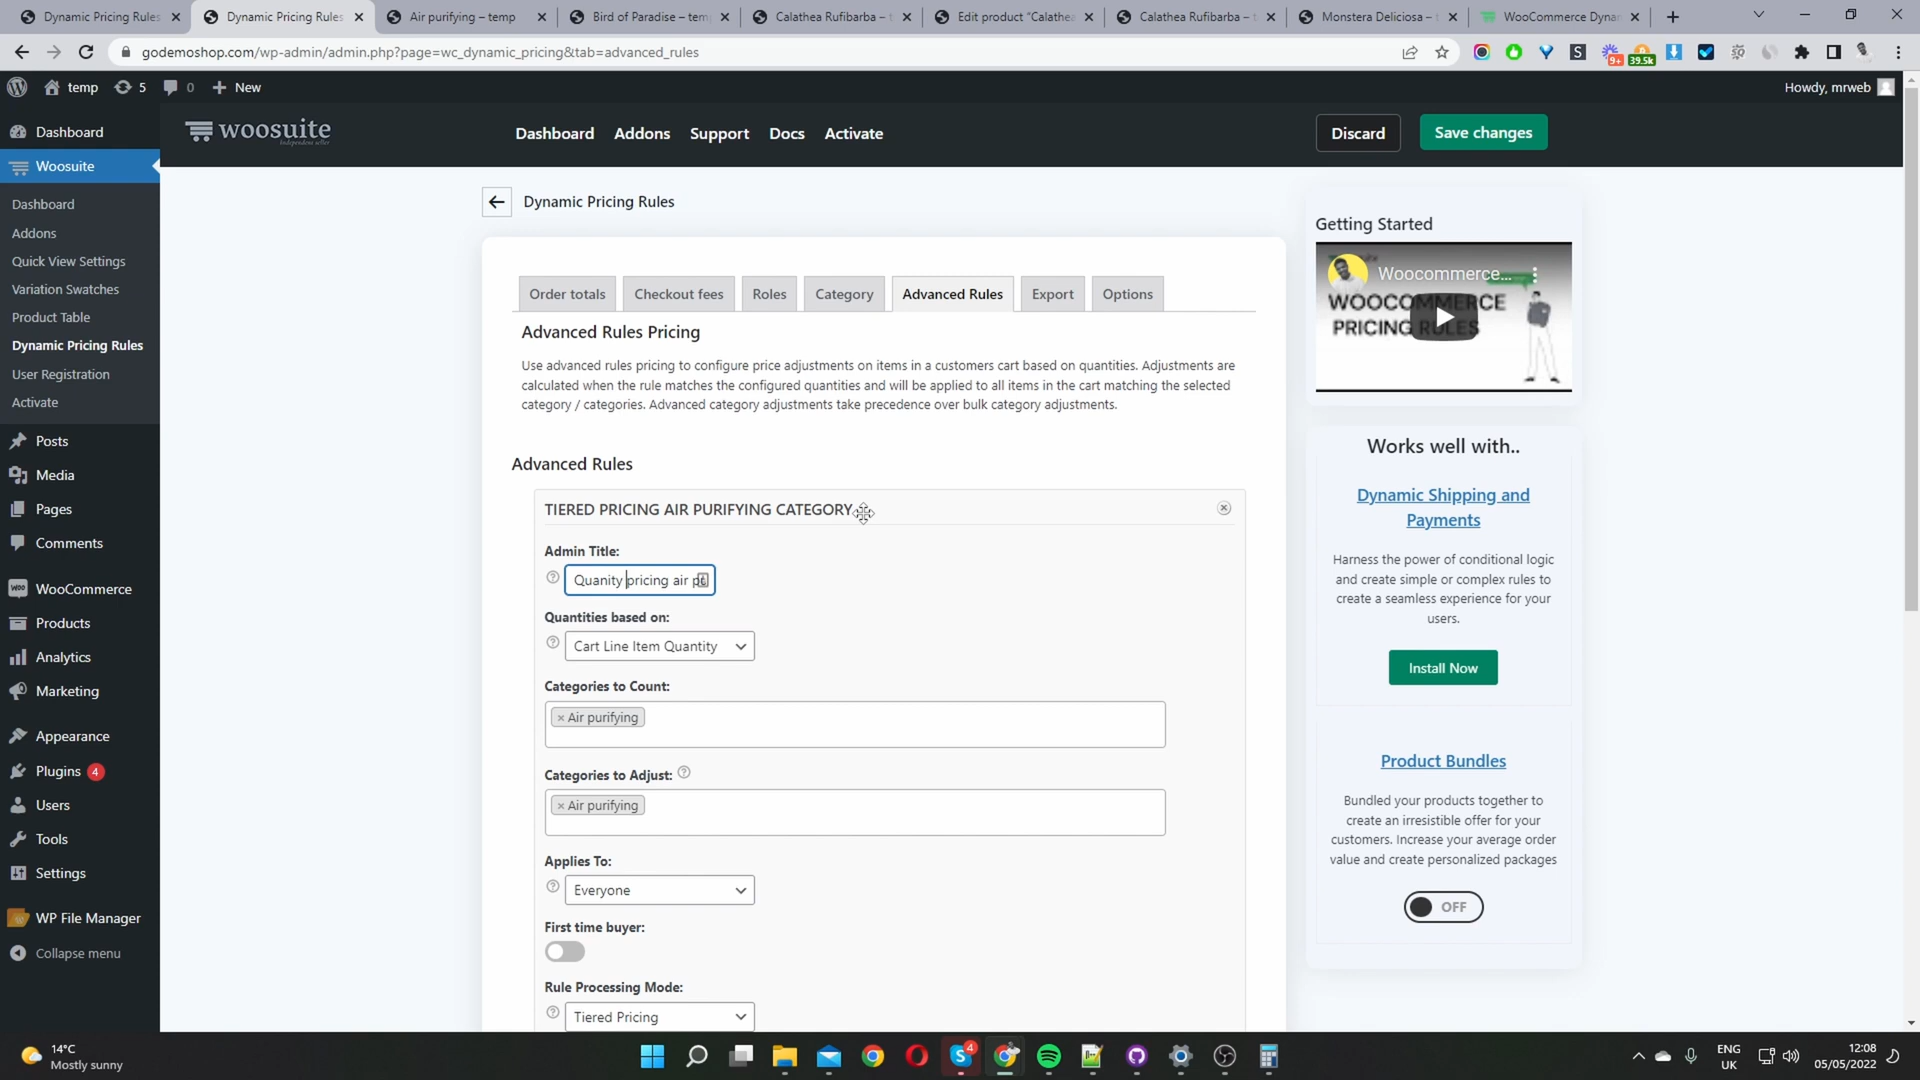 Dynamic Pricing Rules
Dynamic Pricing Rules
Air purifying – temp
Bird of Paradise – tem
Calathea Rufibarba –
Edit product "Calathea
Calathea Rufibarba –
Monstera Deliciosa –
WooCommerce Dyna
godemoshop.com/wp-admin/admin.php?page=wc_dynamic_pricing&tab=advanced_rules
9+
39.5k
temp
5
0
New
Howdy, mrweb
woosuite
Dashboard
Addons
Support
Docs
Activate
Discard
Save changes
Dashboard
Woosuite
Dashboard
Addons
Quick View Settings
Variation Swatches
Product Table
Dynamic Pricing Rules
User Registration
Activate
Posts
Media
Pages
Comments
WooCommerce
Products
Analytics
Marketing
Appearance
Plugins 4
Users
Tools
Settings
WP File Manager
Collapse menu
Dynamic Pricing Rules
Order totals
Checkout fees
Roles
Category
Advanced Rules
Export
Options
Advanced Rules Pricing
Use advanced rules pricing to configure price adjustments on items in a customers cart based on quantities. Adjustments are
calculated when the rule matches the configured quantities and will be applied to all items in the cart matching the selected
category / categories. Advanced category adjustments take precedence over bulk category adjustments.
Advanced Rules
TIERED PRICING AIR PURIFYING CATEGORY
Admin Title:
Quanity pricing air
Quantities based on:
Cart Line Item Quantity
Categories to Count:
× Air purifying
Categories to Adjust:
× Air purifying
Applies To:
Everyone
First time buyer:
Rule Processing Mode:
Tiered Pricing
Getting Started
Woocommerce...
WOOCOMMERCE
PRICING RULES
Works well with..
Dynamic Shipping and
Payments
Harness the power of conditional logic
and create simple or complex rules to
create a seamless experience for your
users.
Install Now
Product Bundles
Bundled your products together to
create an irresistible offer for your
customers. Increase your average order
value and create personalized packages
OFF
14°C
Mostly sunny
4
ENG
UK
12:08
05/05/2022